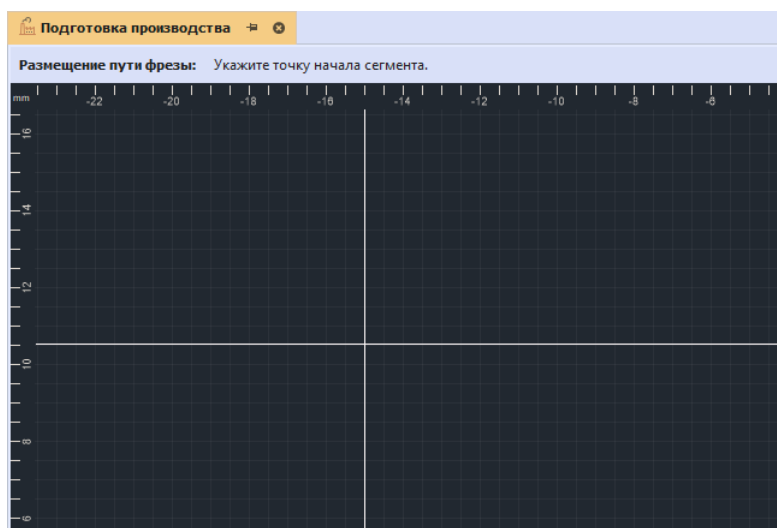 Подготовка производства
Размещение пути фрезы: Укажите точку начала сегмента.
mm -22 -20 -18 -16 -14 -12 -10 -8 -6
16
14
12
10
8
6